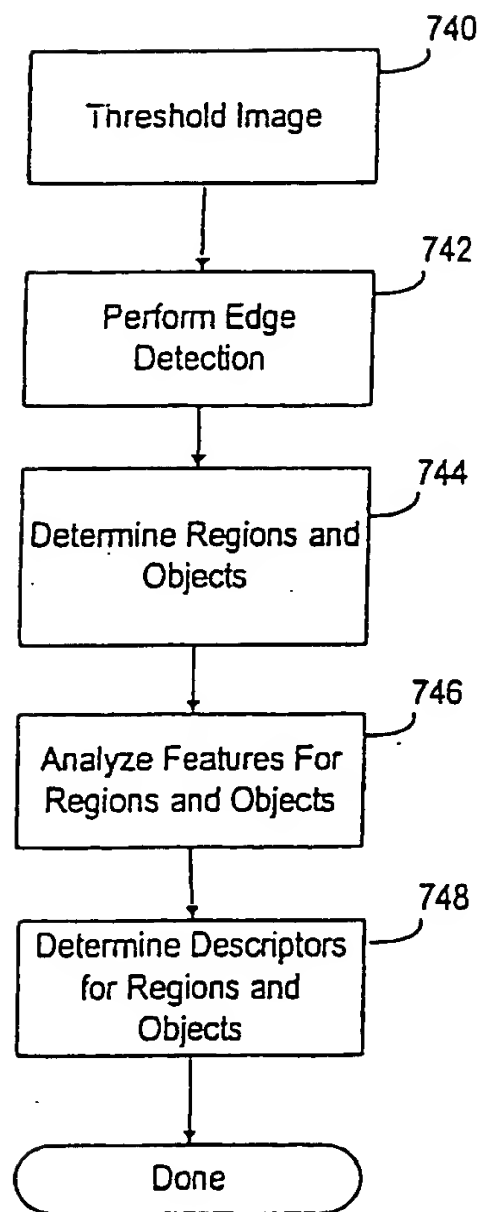 740
Threshold Image
742
Perform Edge
Detection
744
Determine Regions and
Objects
746
Analyze Features For
Regions and Objects
748
Determine Descriptors
for Regions and
Objects
Done